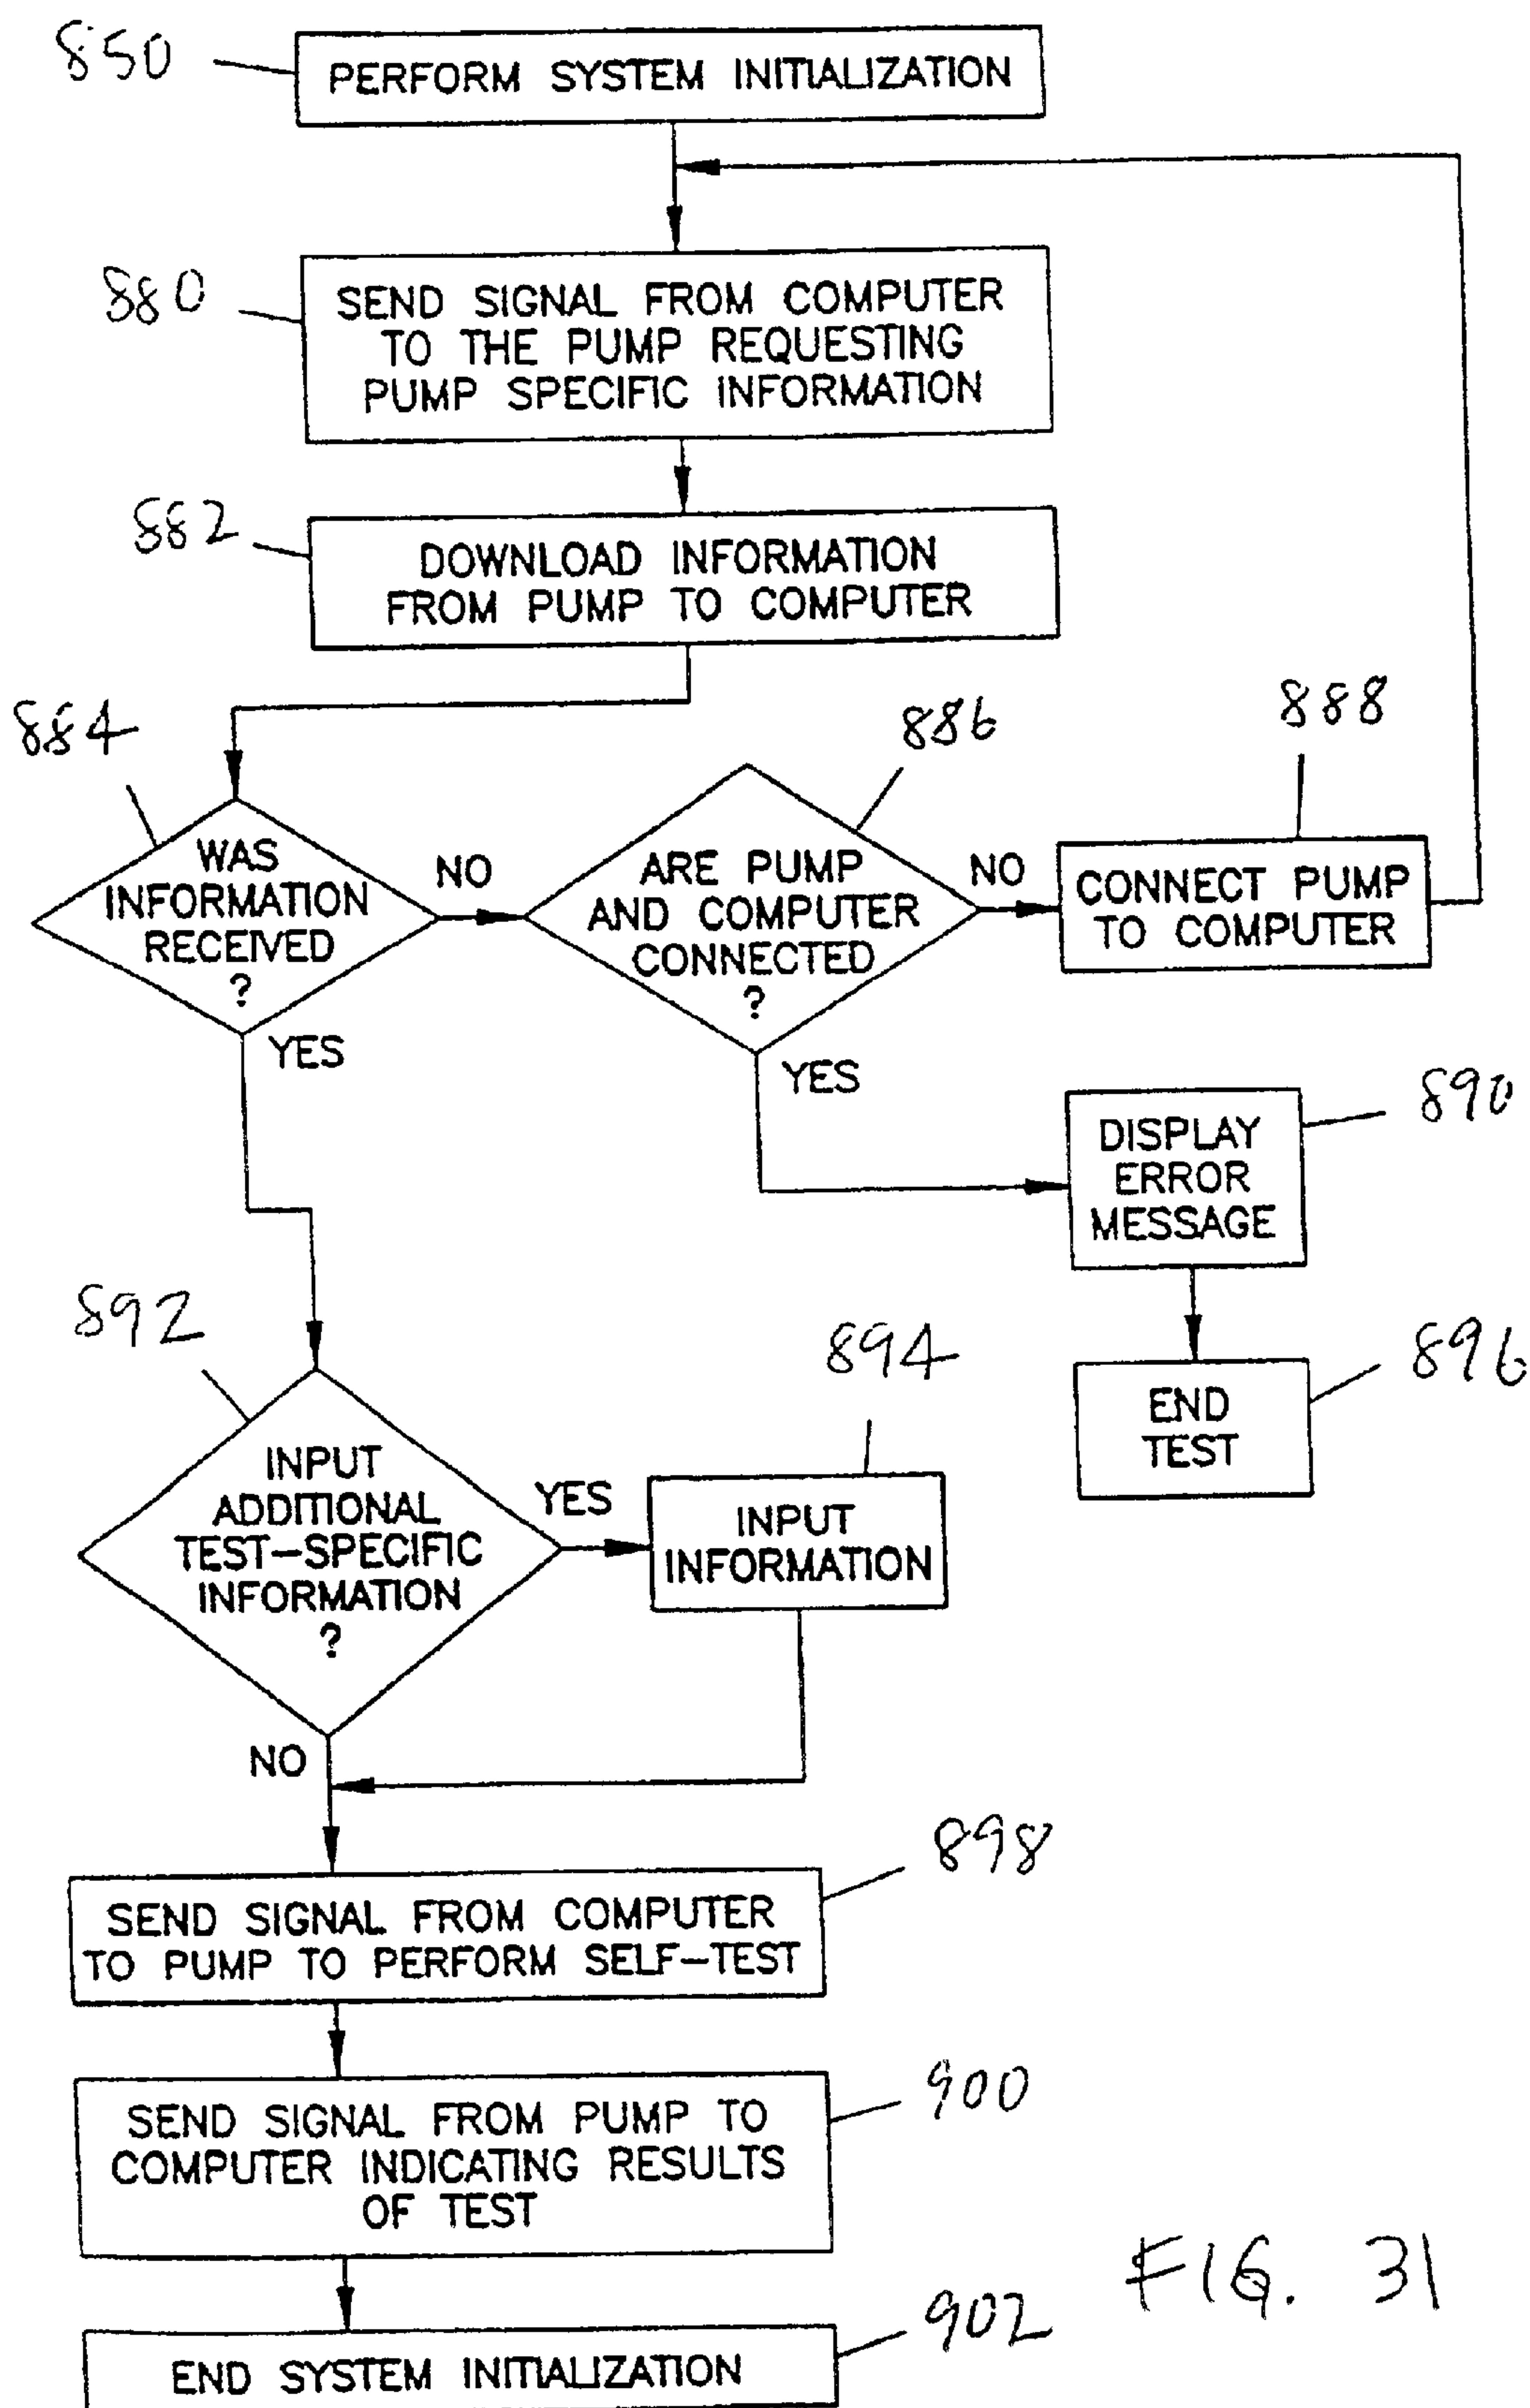 850
PERFORM SYSTEM INITIALIZATION
880
SEND SIGNAL FROM COMPUTER
TO THE PUMP REQUESTING
PUMP SPECIFIC INFORMATION
882
DOWNLOAD INFORMATION
FROM PUMP TO COMPUTER
884
WAS
INFORMATION
RECEIVED
?
NO
YES
886
ARE PUMP
AND COMPUTER
CONNECTED
?
NO
YES
888
CONNECT PUMP
TO COMPUTER
890
DISPLAY
ERROR
MESSAGE
896
END
TEST
892
INPUT
ADDITIONAL
TEST-SPECIFIC
INFORMATION
?
YES
NO
894
INPUT
INFORMATION
898
SEND SIGNAL FROM COMPUTER
TO PUMP TO PERFORM SELF-TEST
900
SEND SIGNAL FROM PUMP TO
COMPUTER INDICATING RESULTS
OF TEST
902
END SYSTEM INITIALIZATION
FIG. 31